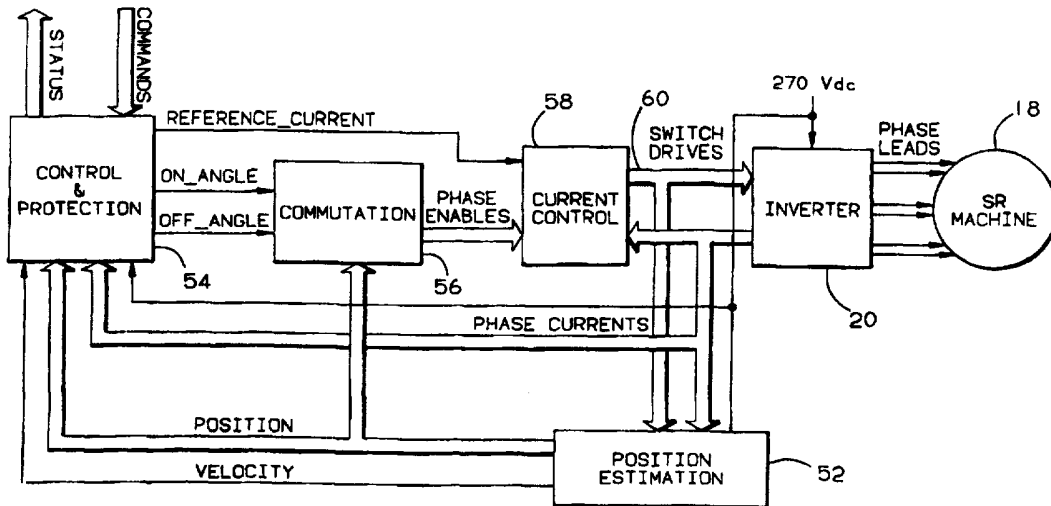 STATUS
COMMANDS
REFERENCE_CURRENT
58
60
270 Vdc
SWITCH
DRIVES
PHASE
LEADS
18
CONTROL
&
PROTECTION
ON_ANGLE
OFF_ANGLE
COMMUTATION
PHASE
ENABLES
CURRENT
CONTROL
INVERTER
SR
MACHINE
54
56
20
PHASE CURRENTS
POSITION
VELOCITY
POSITION
ESTIMATION
52